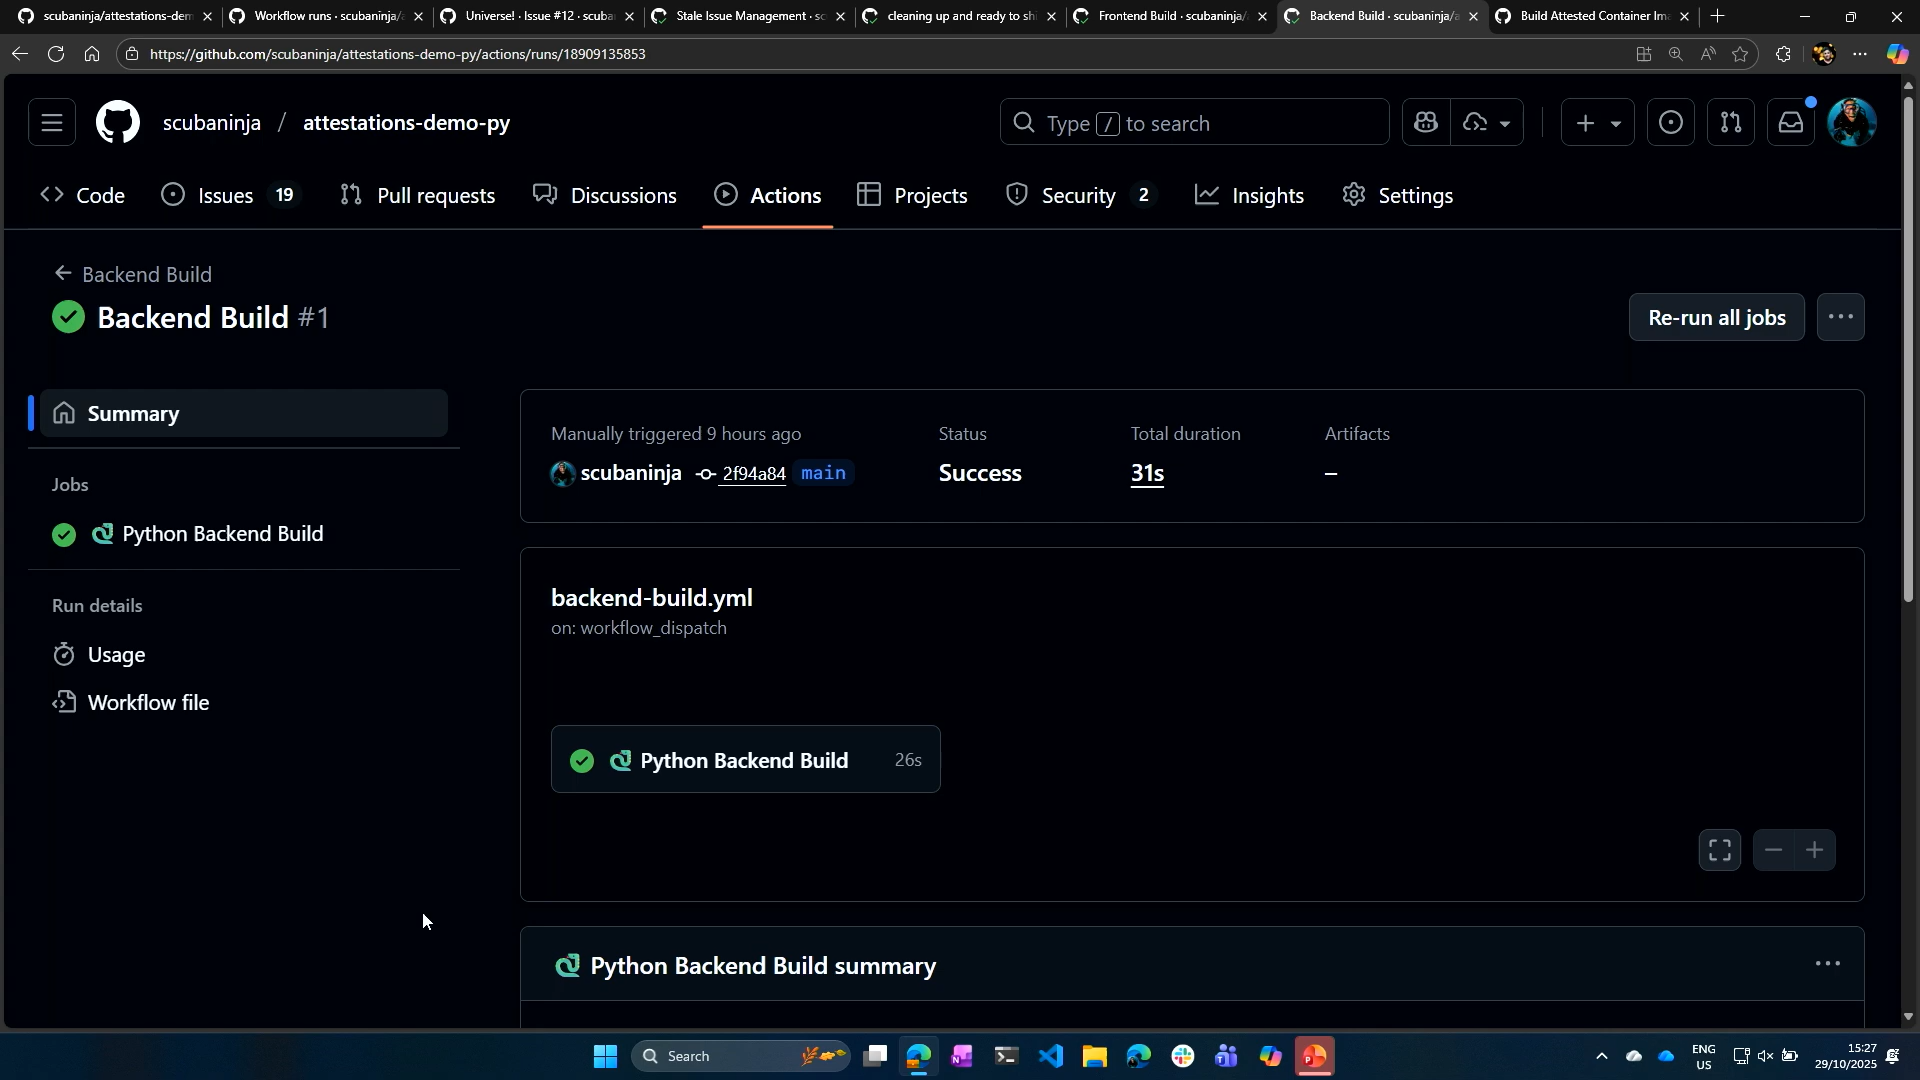 scubaninja/attestations-dem
Workflow runs · scubaninja/a
Universe! · Issue #12 · scuba
Stale Issue Management · sc
cleaning up and ready to shi
Frontend Build · scubaninja/
Backend Build · scubaninja/a
Build Attested Container Ima
https://github.com/scubaninja/attestations-demo-py/actions/runs/18909135853
scubaninja / attestations-demo-py
Type / to search
Code
Issues 19
Pull requests
Discussions
Actions
Projects
Security 2
Insights
Settings
Backend Build
Backend Build #1
Re-run all jobs
Summary
Jobs
Python Backend Build
Run details
Usage
Workflow file
Manually triggered 9 hours ago
scubaninja 2f94a84 main
Status
Success
Total duration
31s
Artifacts
–
backend-build.yml
on: workflow_dispatch
Python Backend Build 26s
Python Backend Build summary
Search
ENG
US
15:27
29/10/2025